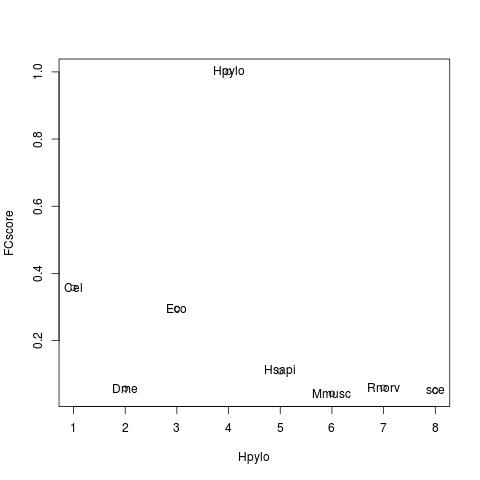 Hpylo
1.0
0.8
0.6
0.4
0.2
FCscore
Cel
Eco
Hsapi
Dme
Mmusc
Rnorv
sce
1 2 3 4 5 6 7 8
Hpylo